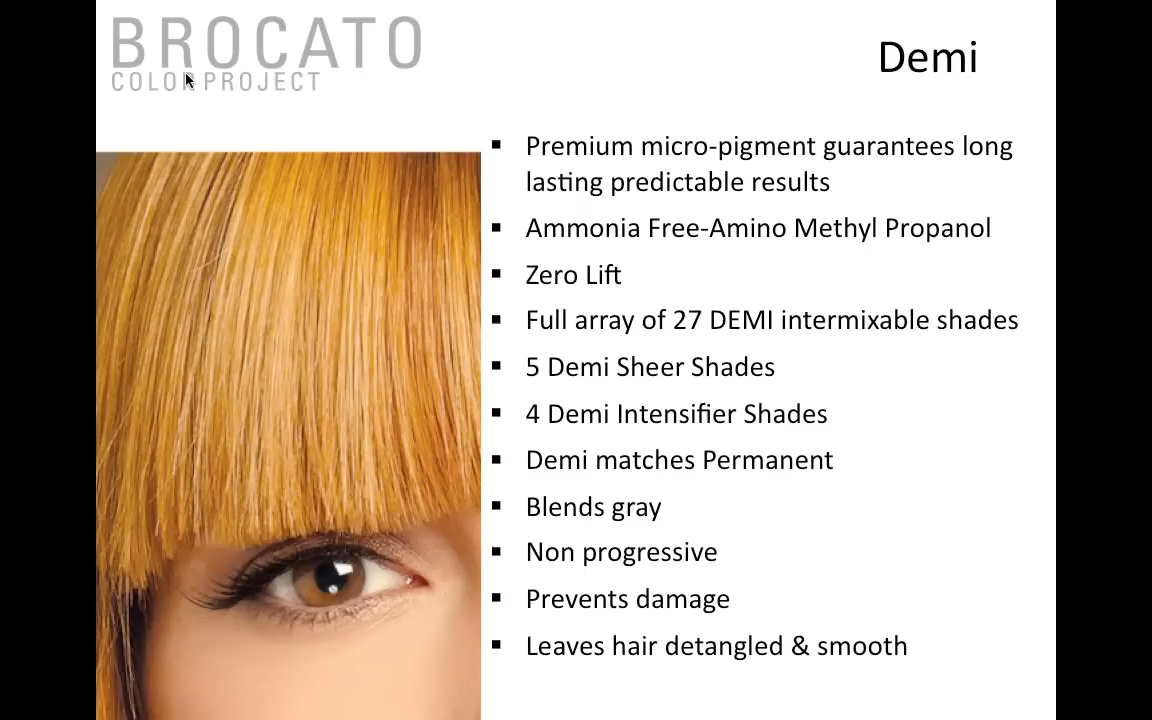 BROCATO
COLOR PROJECT
Demi
Premium micro-pigment guarantees long
lasting predictable results
Ammonia Free-Amino Methyl Propanol
Zero Lift
Full array of 27 DEMI intermixable shades
5 Demi Sheer Shades
4 Demi Intensifier Shades
Demi matches Permanent
Blends gray
Non progressive
Prevents damage
Leaves hair detangled & smooth